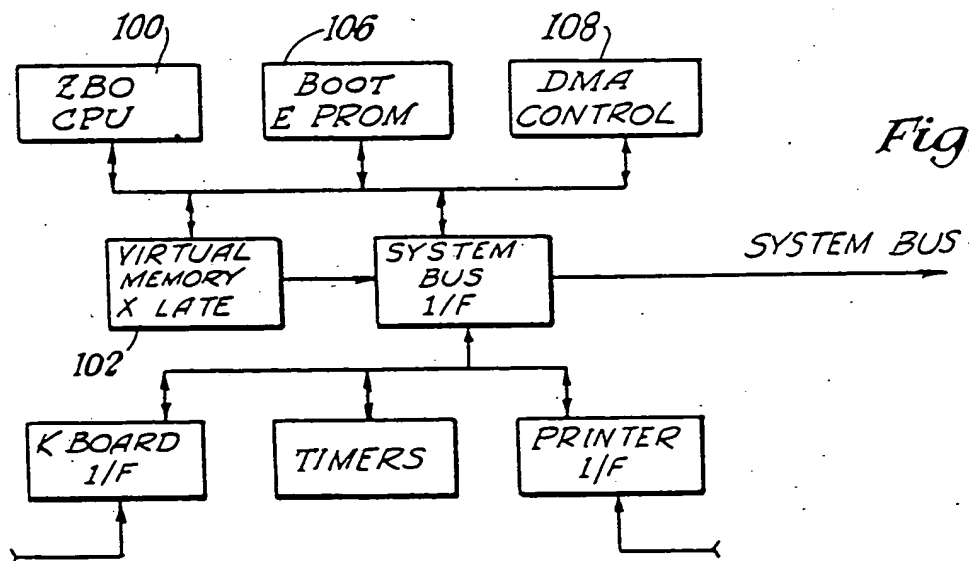 100
106
108
ZBO
CPU
BOOT
E PROM
DMA
CONTROL
Fig
VIRTUAL
MEMORY
X LATE
SYSTEM
BUS
1/F
SYSTEM BUS
102
K BOARD
1/F
TIMERS
PRINTER
1/F